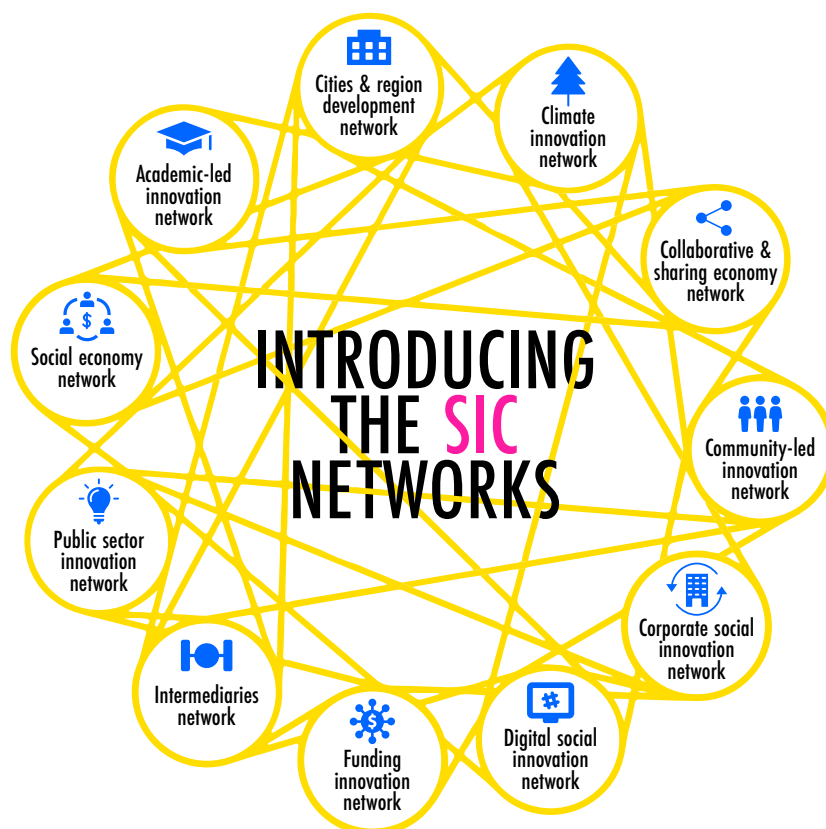 Cities & region
development
network
Climate
innovation
network
Academic-led
innovation
network
Collaborative &
sharing economy
network
$
Social economy
network
INTRODUCING
THE SIC
NETWORKS
Community-led
innovation
network
Public sector
innovation
network
Corporate social
innovation
network
Intermediaries
network
#
Digital social
innovation
network
$
Funding
innovation
network